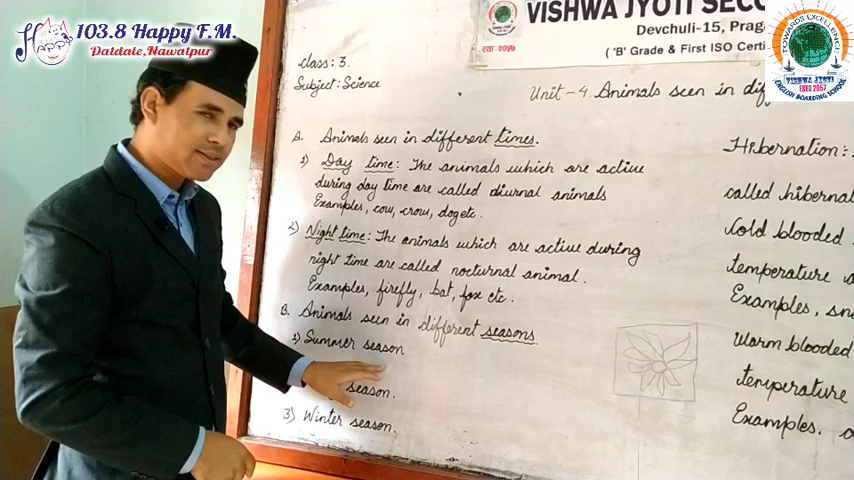 103.8 Happy F.M.
Daldale, Nawalpur
VISHWA JYOTI SECO
Devchuli-15, Prag
( 'B' Grade & First ISO Certi
TOWARDS EXCELLENCE
VISHWA JYOTI
ESTD 2057
ENGLISH BOARDING SCHOOL
class: 3.
Subject: Science
Unit - 4. Animals seen in
A. Animals seen in different times.
1) Day time: The animals which are active
during day time are called diurnal animals
Examples, cow, crow, dog etc.
2) Night time: The animals which are active during
night time are called nocturnal animal.
Examples, firefly, bat, fox etc.
B. Animals seen in different seasons
1) Summer season
season.
3) Winter season.
Hibernation:
called hibernat
Cold blooded
temperature
Examples,
Warm blooded
temperature
Examples.